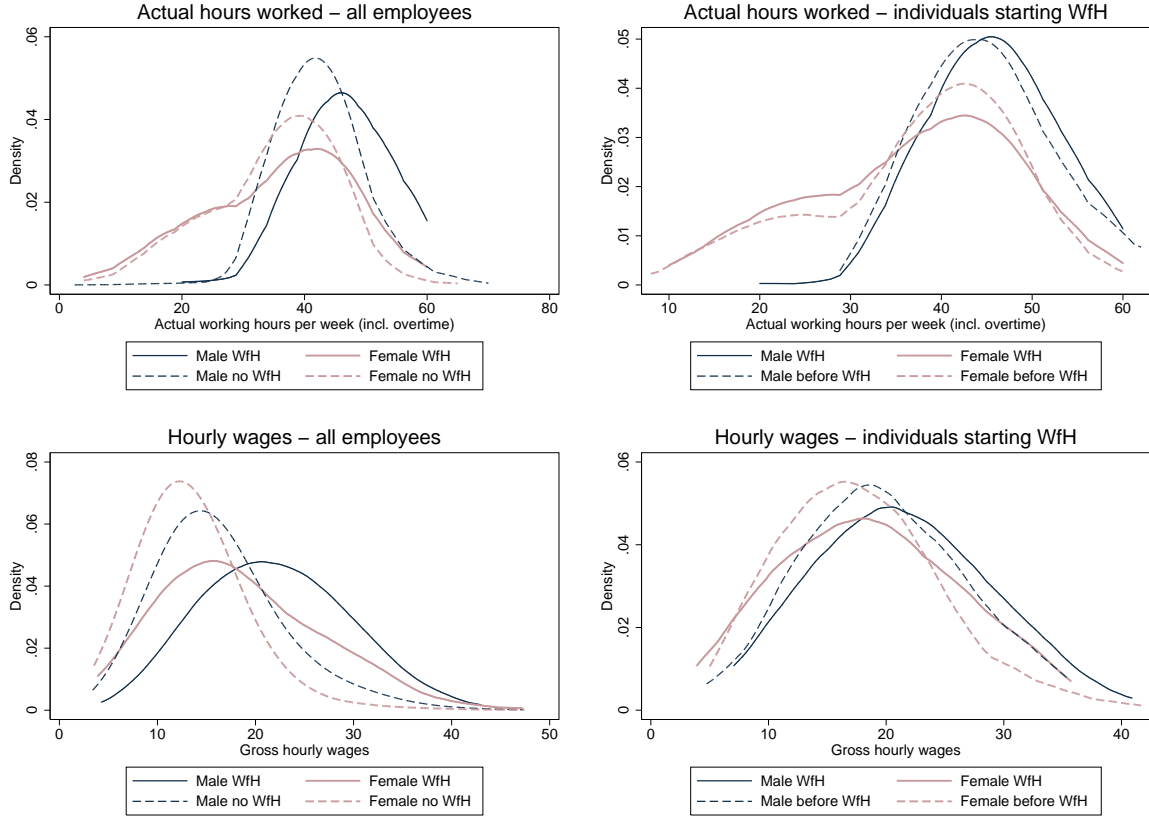 Actual hours worked – all employees
Density
0 .02 .04 .06
0 20 40 60 80
Actual working hours per week (incl. overtime)
Male WfH Female WfH
Male no WfH Female no WfH
Actual hours worked – individuals starting WfH
Density
0 .01 .02 .03 .04 .05
10 20 30 40 50 60
Actual working hours per week (incl. overtime)
Male WfH Female WfH
Male before WfH Female before WfH
Hourly wages – all employees
Density
0 .02 .04 .06 .08
0 10 20 30 40 50
Gross hourly wages
Male WfH Female WfH
Male no WfH Female no WfH
Hourly wages – individuals starting WfH
Density
0 .02 .04 .06
0 10 20 30 40
Gross hourly wages
Male WfH Female WfH
Male before WfH Female before WfH